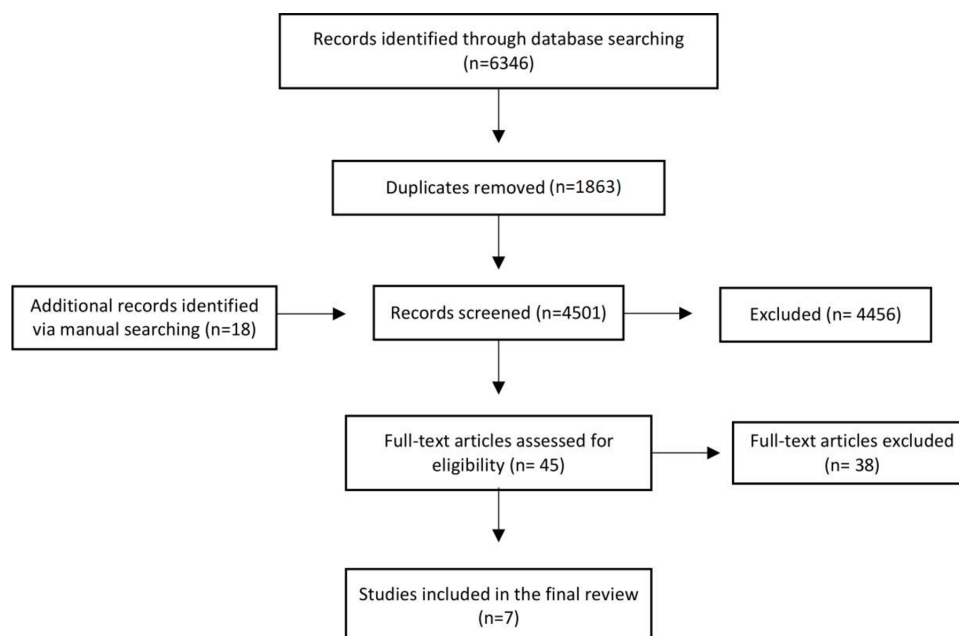 Records identified through database searching
(n=6346)
Duplicates removed (n=1863)
Additional records identified
via manual searching (n=18)
Records screened (n=4501)
Excluded (n= 4456)
Full-text articles assessed for
eligibility (n= 45)
Full-text articles excluded
(n= 38)
Studies included in the final review
(n=7)